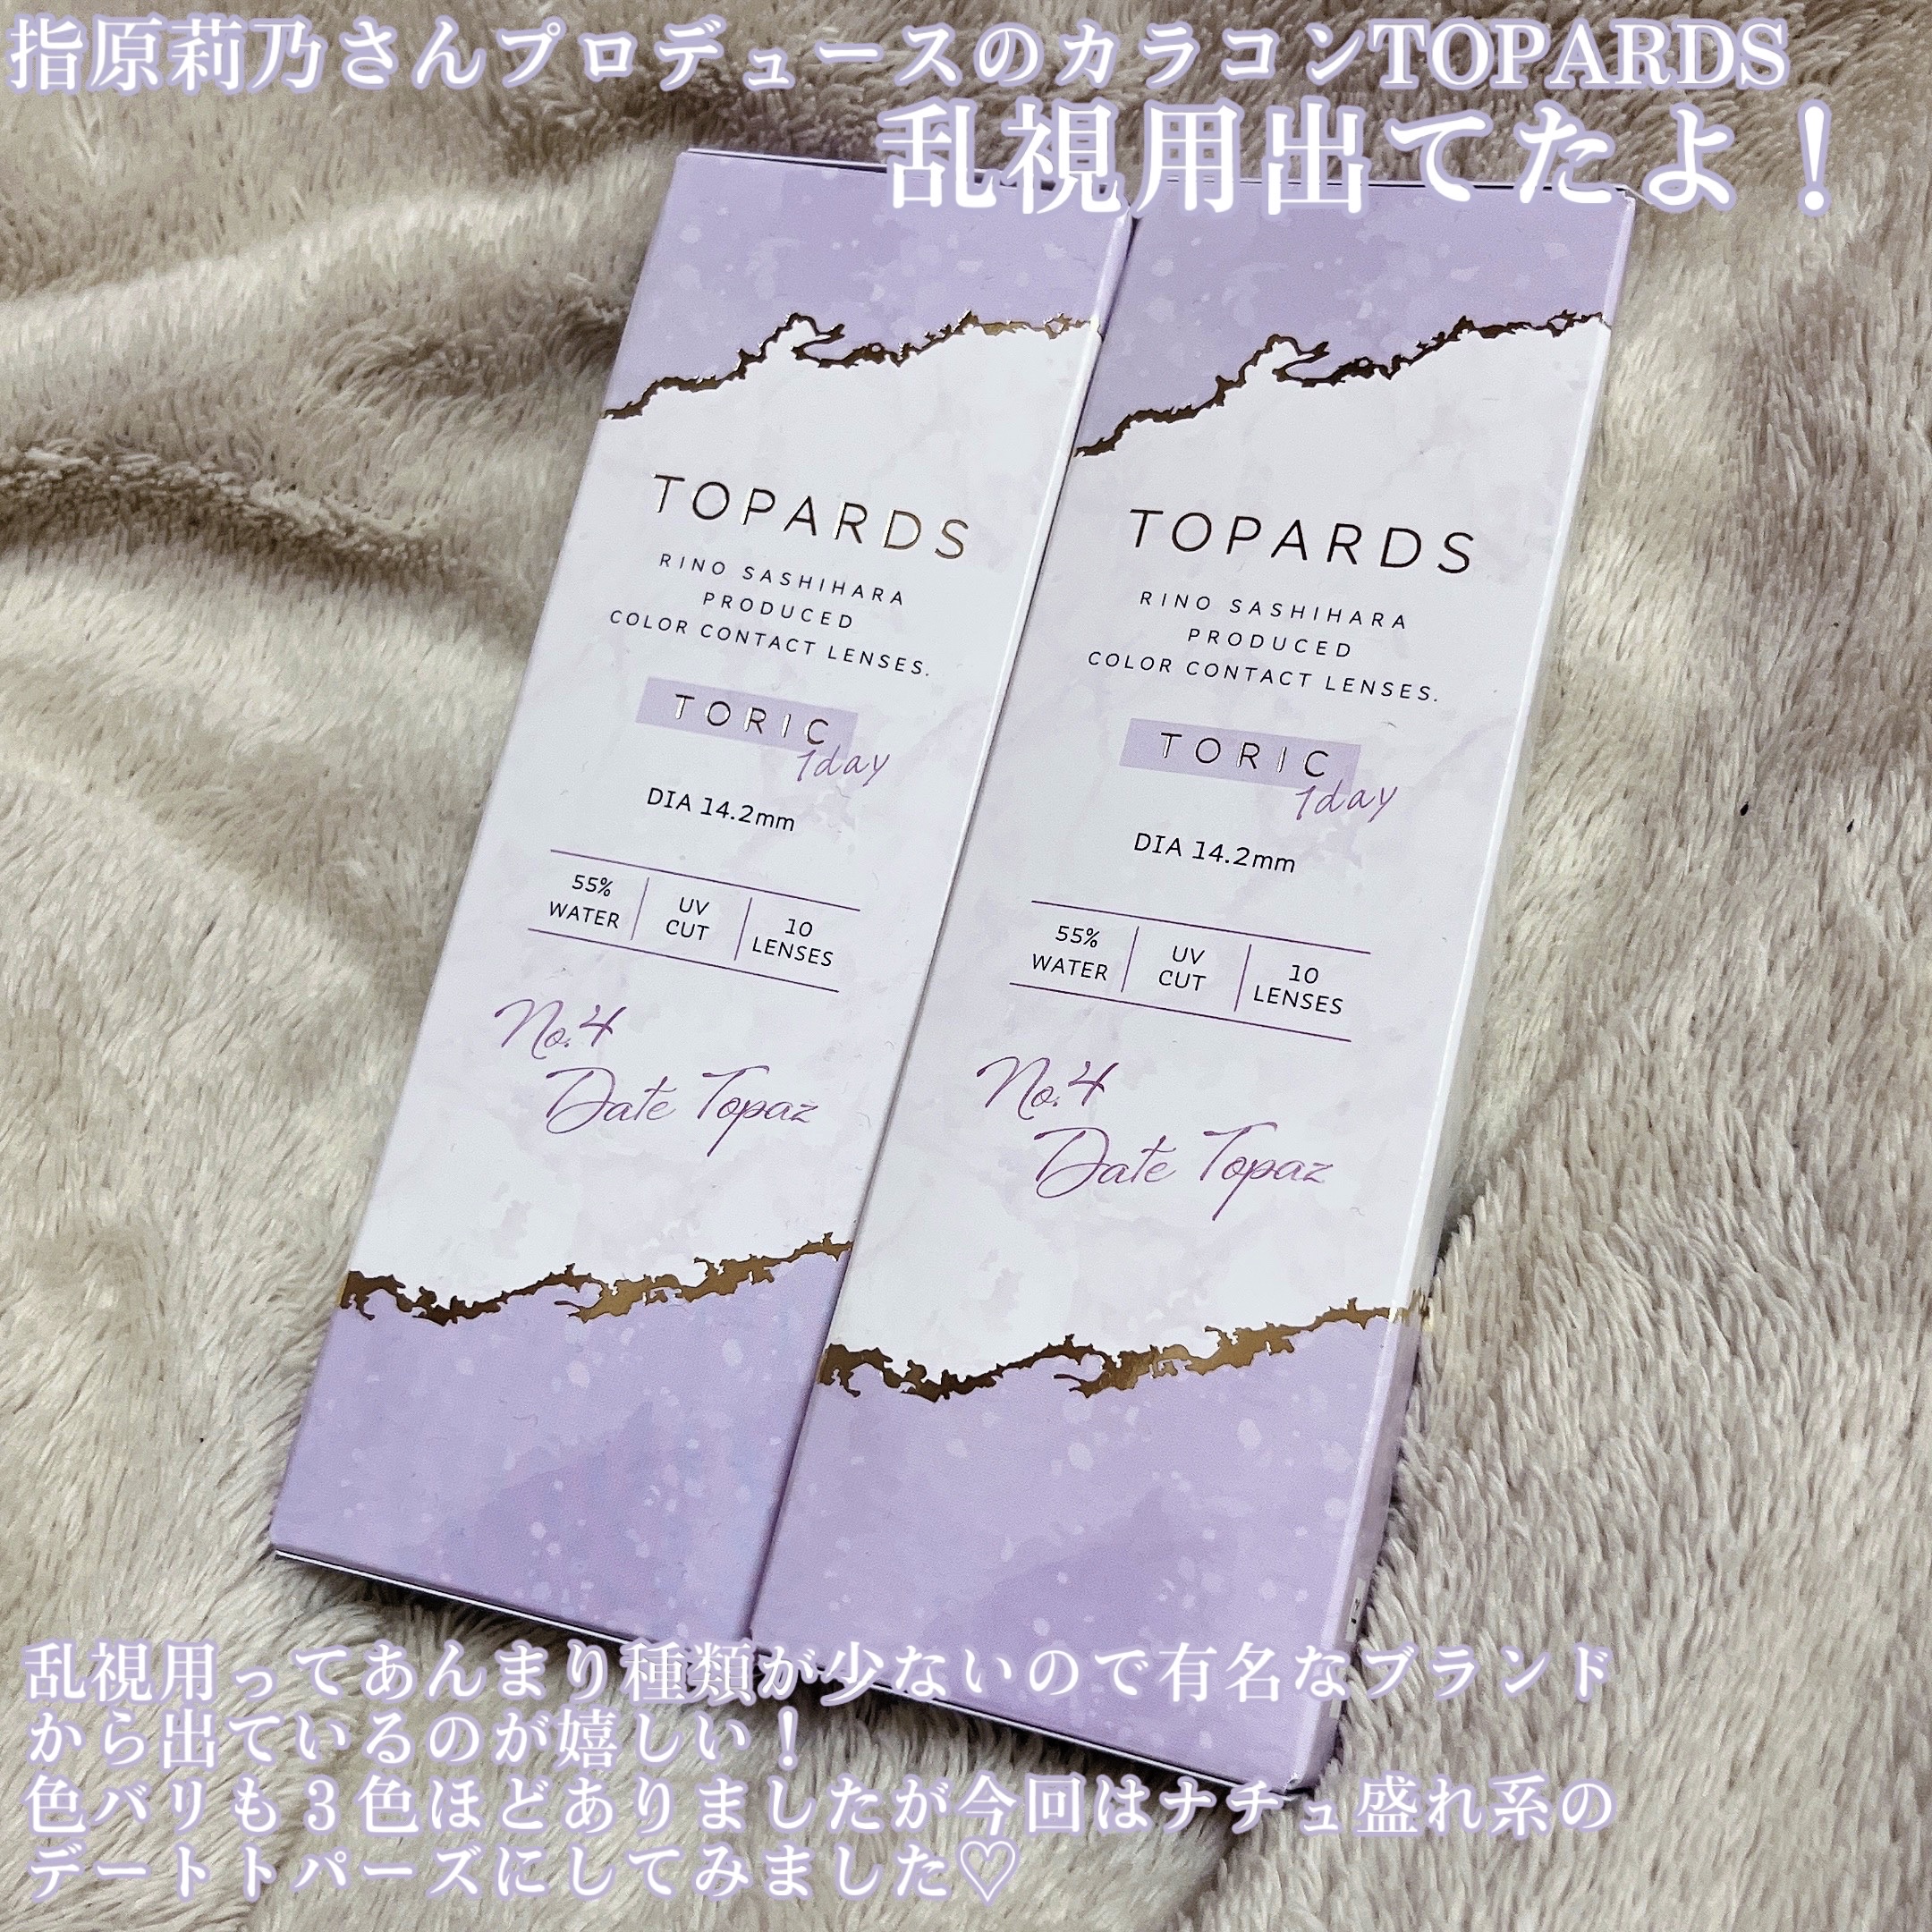 指原莉乃さんプロデュースのカラコンTOPARDS
乱視用出てたよ！
TOPARDS
RINO SASHIHARA
PRODUCED
COLOR CONTACT LENSES.
TORIC
1day
DIA 14.2mm
55%
WATER
UV
CUT
10
LENSES
No.4
Date Topaz
TOPARDS
RINO SASHIHARA
PRODUCED
COLOR CONTACT LENSES.
TORIC
1day
DIA 14.2mm
55%
WATER
UV
CUT
10
LENSES
No.4
Date Topaz
乱視用ってあんまり種類が少ないので有名なブランド
から出ているのが嬉しい！
色バリも３色ほどありましたが今回はナチュ盛れ系の
デートトパーズにしてみました♡